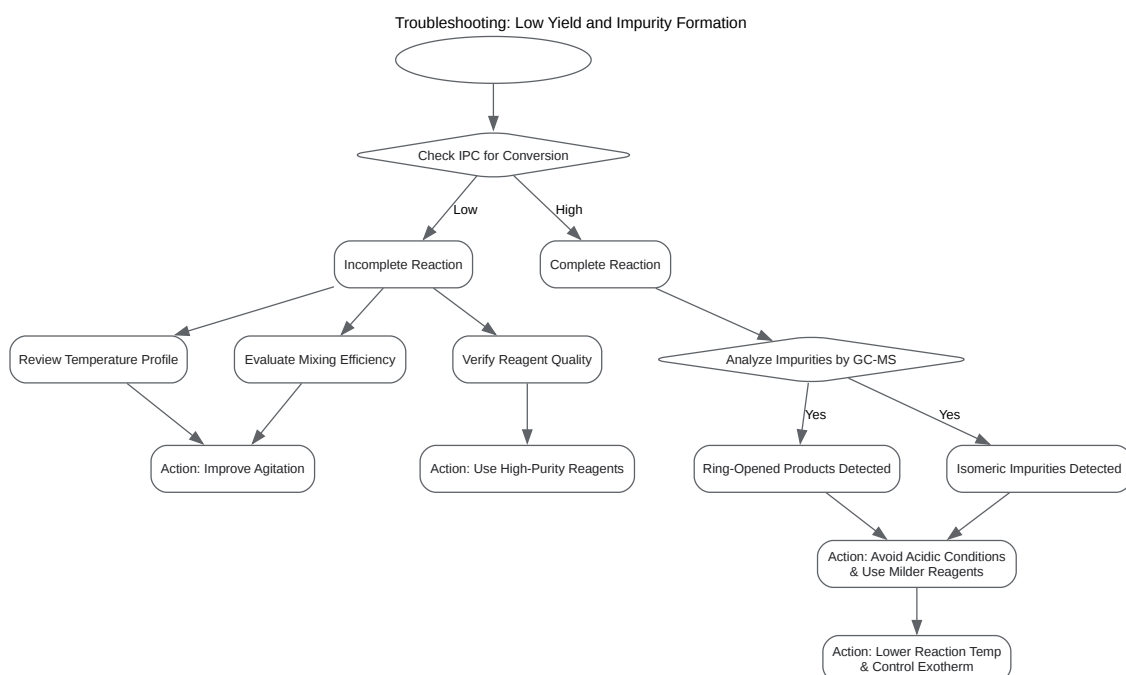 Troubleshooting: Low Yield and Impurity Formation
Check IPC for Conversion
Low
High
Incomplete Reaction
Complete Reaction
Review Temperature Profile
Evaluate Mixing Efficiency
Verify Reagent Quality
Analyze Impurities by GC-MS
Yes
Yes
Action: Improve Agitation
Action: Use High-Purity Reagents
Ring-Opened Products Detected
Isomeric Impurities Detected
Action: Avoid Acidic Conditions
& Use Milder Reagents
Action: Lower Reaction Temp
& Control Exotherm